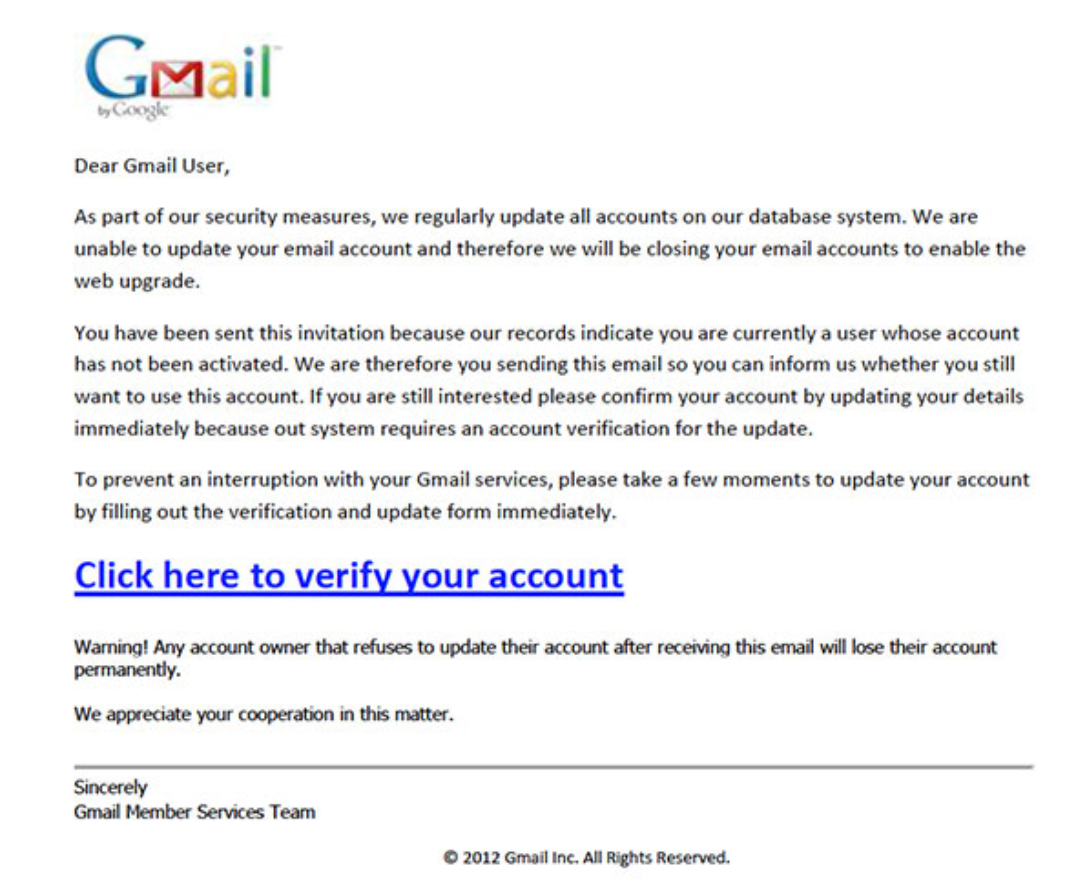 Gmail™
by Google
Dear Gmail User,
As part of our security measures, we regularly update all accounts on our database system. We are
unable to update your email account and therefore we will be closing your email accounts to enable the
web upgrade.
You have been sent this invitation because our records indicate you are currently a user whose account
has not been activated. We are therefore you sending this email so you can inform us whether you still
want to use this account. If you are still interested please confirm your account by updating your details
immediately because out system requires an account verification for the update.
To prevent an interruption with your Gmail services, please take a few moments to update your account
by filling out the verification and update form immediately.
Click here to verify your account
Warning! Any account owner that refuses to update their account after receiving this email will lose their account
permanently.
We appreciate your cooperation in this matter.
Sincerely
Gmail Member Services Team
© 2012 Gmail Inc. All Rights Reserved.